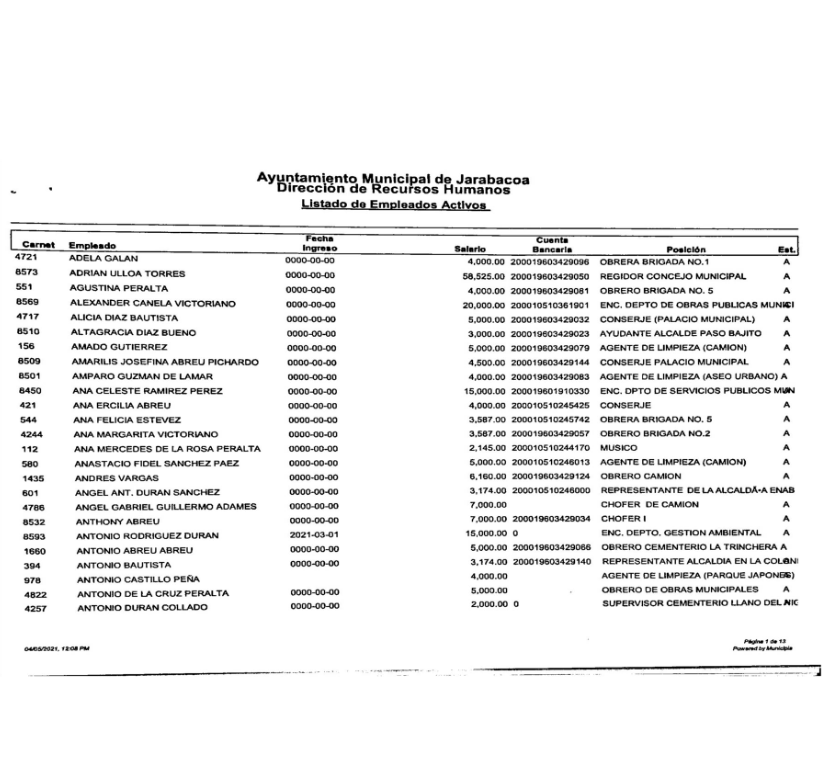 Ayuntamiento Municipal de Jarabacoa
Dirección de Recursos Humanos
Listado de Empleados Activos
Carnet Empleado Fecha Ingreso Salario Cuenta Bancaria Posición Est.
4721 ADELA GALAN 0000-00-00 4,000.00 200019603429096 OBRERA BRIGADA NO.1 A
8573 ADRIAN ULLOA TORRES 0000-00-00 58,525.00 200019603429050 REGIDOR CONCEJO MUNICIPAL A
551 AGUSTINA PERALTA 0000-00-00 4,000.00 200019603429081 OBRERO BRIGADA NO. 5 A
8569 ALEXANDER CANELA VICTORIANO 0000-00-00 20,000.00 200010510361901 ENC. DEPTO DE OBRAS PUBLICAS MUNICI A
4717 ALICIA DIAZ BAUTISTA 0000-00-00 5,000.00 200019603429032 CONSERJE (PALACIO MUNICIPAL) A
8510 ALTAGRACIA DIAZ BUENO 0000-00-00 3,000.00 200019603429023 AYUDANTE ALCALDE PASO BAJITO A
156 AMADO GUTIERREZ 0000-00-00 5,000.00 200019603429079 AGENTE DE LIMPIEZA (CAMION) A
8509 AMARILIS JOSEFINA ABREU PICHARDO 0000-00-00 4,500.00 200019603429144 CONSERJE PALACIO MUNICIPAL A
8501 AMPARO GUZMAN DE LAMAR 0000-00-00 4,000.00 200019603429083 AGENTE DE LIMPIEZA (ASEO URBANO) A
8450 ANA CELESTE RAMIREZ PEREZ 0000-00-00 15,000.00 200019601910330 ENC. DPTO DE SERVICIOS PUBLICOS MUN A
421 ANA ERCILIA ABREU 0000-00-00 4,000.00 200010510245425 CONSERJE A
544 ANA FELICIA ESTEVEZ 0000-00-00 3,587.00 200010510245742 OBRERA BRIGADA NO. 5 A
4244 ANA MARGARITA VICTORIANO 0000-00-00 3,587.00 200019603429057 OBRERO BRIGADA NO.2 A
112 ANA MERCEDES DE LA ROSA PERALTA 0000-00-00 2,145.00 200010510244170 MUSICO A
580 ANASTACIO FIDEL SANCHEZ PAEZ 0000-00-00 5,000.00 200010510246013 AGENTE DE LIMPIEZA (CAMION) A
1435 ANDRES VARGAS 0000-00-00 6,160.00 200019603429124 OBRERO CAMION A
601 ANGEL ANT. DURAN SANCHEZ 0000-00-00 3,174.00 200010510246000 REPRESENTANTE DE LA ALCALDÃ­A EN AB
4786 ANGEL GABRIEL GUILLERMO ADAMES 0000-00-00 7,000.00 CHOFER DE CAMION A
8532 ANTHONY ABREU 0000-00-00 7,000.00 200019603429034 CHOFER I A
8593 ANTONIO RODRIGUEZ DURAN 2021-03-01 15,000.00 0 ENC. DEPTO. GESTION AMBIENTAL A
1660 ANTONIO ABREU ABREU 0000-00-00 5,000.00 200019603429066 OBRERO CEMENTERIO LA TRINCHERA A
394 ANTONIO BAUTISTA 0000-00-00 3,174.00 200019603429140 REPRESENTANTE ALCALDIA EN LA COLONI A
978 ANTONIO CASTILLO PEÑA 4,000.00 AGENTE DE LIMPIEZA (PARQUE JAPONES) A
4822 ANTONIO DE LA CRUZ PERALTA 0000-00-00 5,000.00 OBRERO DE OBRAS MUNICIPALES A
4257 ANTONIO DURAN COLLADO 0000-00-00 2,000.00 0 SUPERVISOR CEMENTERIO LLANO DEL A
04/05/2021, 12:08 PM
Página 1 de 13
Powered by Municipia